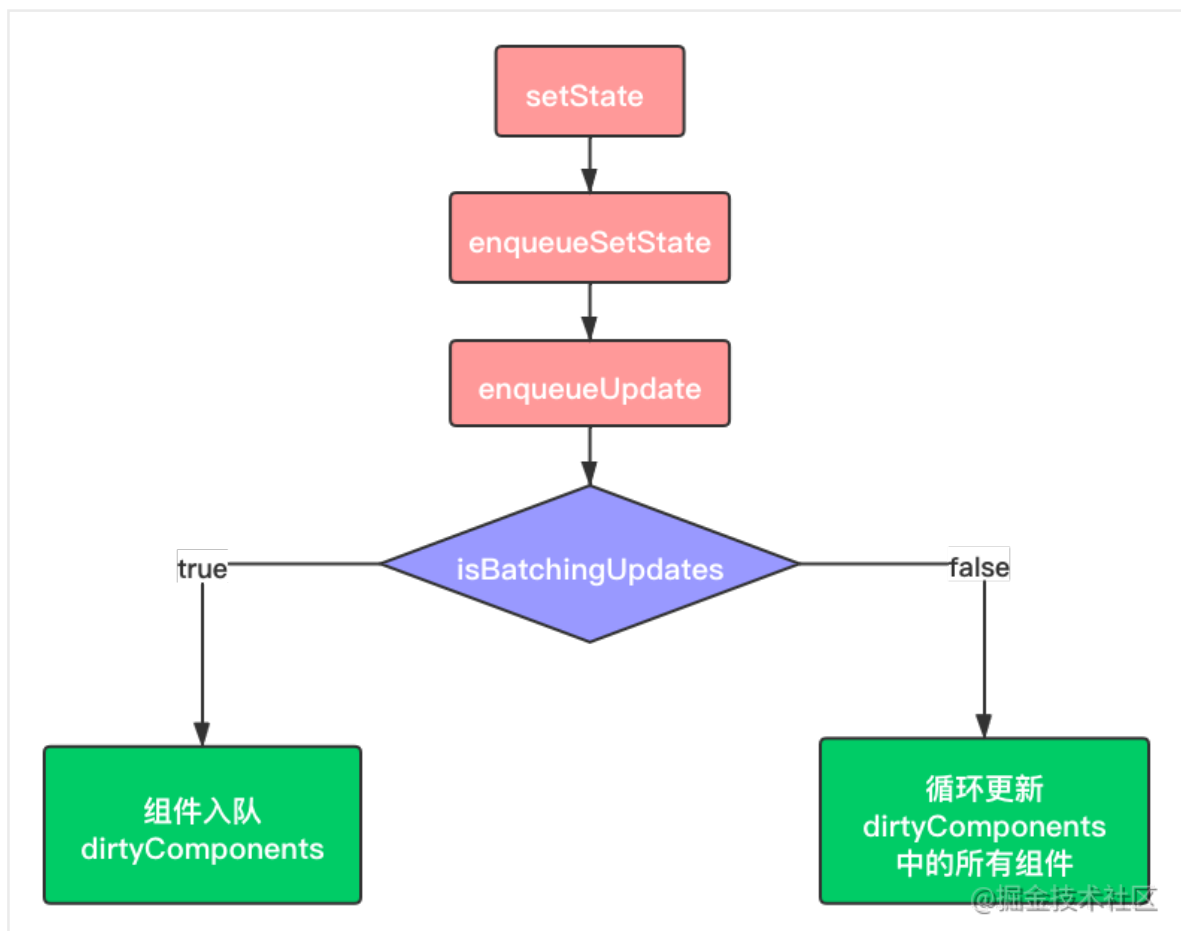 setState
enqueueSetState
enqueueUpdate
isBatchingUpdates
true
false
组件入队
dirtyComponents
循环更新
dirtyComponents
中的所有组件
@掘金技术社区